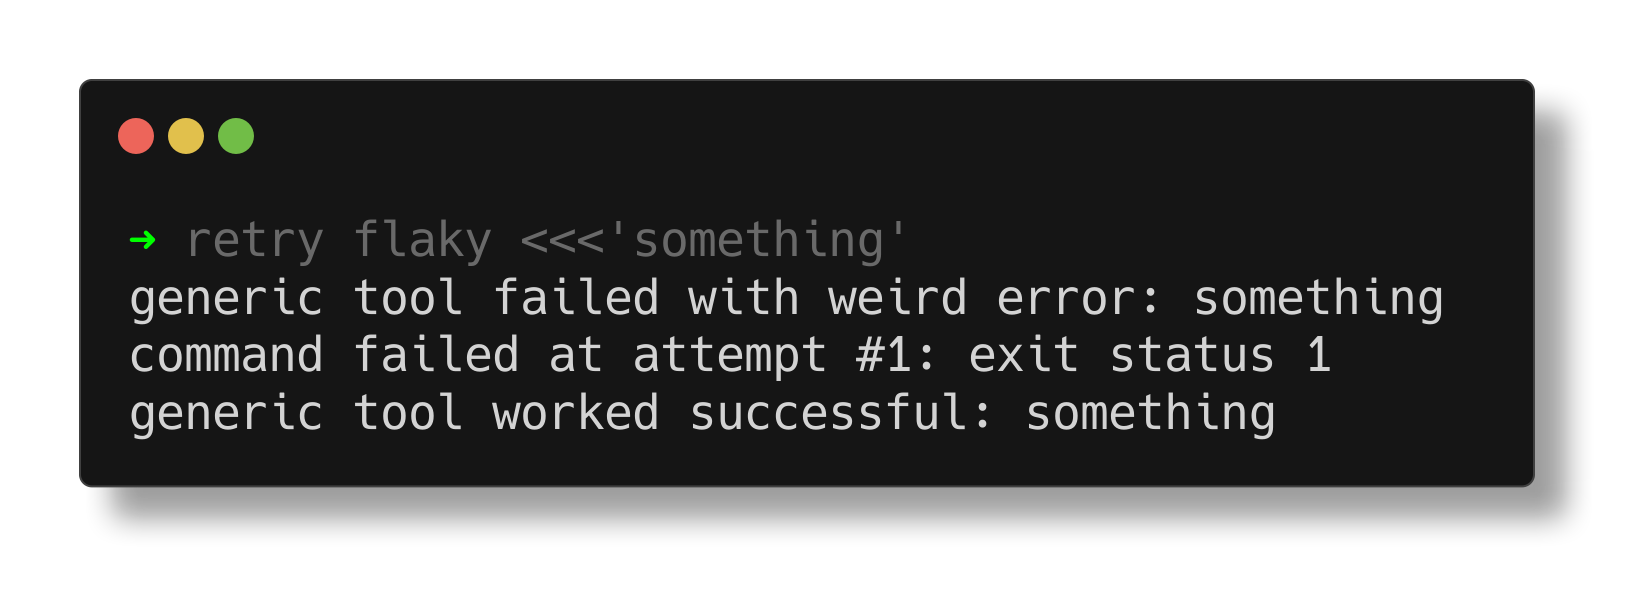 ➜ retry flaky <<<'something'
generic tool failed with weird error: something
command failed at attempt #1: exit status 1
generic tool worked successful: something